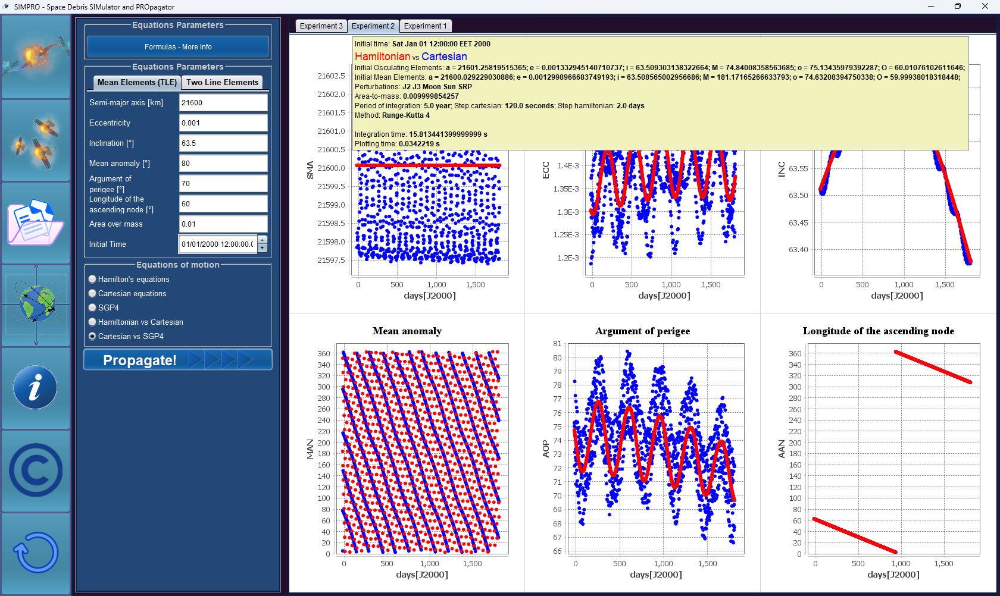 SIMPRO - Space Debris SIMulator and PROpagator
Equations Parameters
Formulas - More Info
Equations Parameters
Mean Elements (TLE)
Two Line Elements
Semi-major axis [km]
21600
Eccentricity
0.001
Inclination [°]
63.5
Mean anomaly [°]
80
Argument of
perigee [°]
70
Longitude of the
ascending node [°]
60
Area over mass
0.01
Initial Time
01/01/2000 12:00:00.0
Equations of motion
Hamilton's equations
Cartesian equations
SGP4
Hamiltonian vs Cartesian
Cartesian vs SGP4
Propagate!
Experiment 3
Experiment 2
Experiment 1
Initial time: Sat Jan 01 12:00:00 EET 2000
Hamiltonian vs Cartesian
Initial Osculating Elements: a = 21601.25819515365; e = 0.0013329451407107​37; i = 63.509303138322664; M = 74.84008358563685; o = 75.13435979392287; O = 60.01076102611646;
Initial Mean Elements: a = 21600.029229030886; e = 0.0012998966683749193; i = 63.508565002956686; M = 181.17165266633793; o = 74.63208394750338; O = 59.99938018318448;
Perturbations: J2 J3 Moon Sun SRP
Area-to-mass: 0.009999854257
Period of integration: 5.0 year; Step cartesian: 120.0 seconds; Step hamiltonian: 2.0 days
Method: Runge-Kutta 4
Integration time: 15.813441399999999 s
Plotting time: 0.0342219 s
21602.5
21602.0
21601.5
21601.0
21600.5
21600.0
21599.5
21599.0
21598.5
21598.0
21597.5
SMA
0 500 1,000 1,500
days[J2000]
1.4E-3
1.35E-3
1.3E-3
1.25E-3
1.2E-3
ECC
0 500 1,000 1,500
days[J2000]
63.55
63.50
63.45
63.40
INC
0 500 1,000 1,500
days[J2000]
Mean anomaly
360
340
320
300
280
260
240
220
200
180
160
140
120
100
80
60
40
20
0
MAN
0 500 1,000 1,500
days[J2000]
Argument of perigee
81
80
79
78
77
76
75
74
73
72
71
70
69
68
66
AOP
0 500 1,000 1,500
days[J2000]
Longitude of the ascending node
360
340
320
300
280
260
240
220
200
180
160
140
120
100
80
60
40
20
0
AAN
0 500 1,000 1,500
days[J2000]